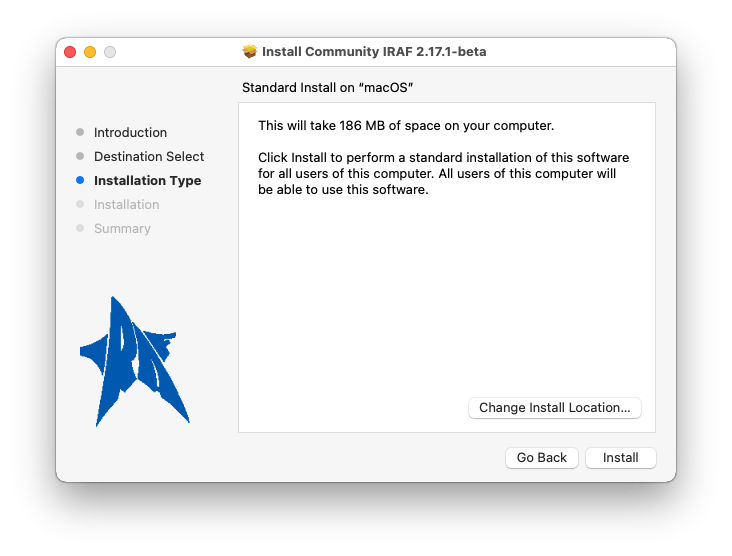 Install Community IRAF 2.17.1-beta
Standard Install on “macOS”
Introduction
Destination Select
Installation Type
Installation
Summary
This will take 186 MB of space on your computer.
Click Install to perform a standard installation of this software
for all users of this computer. All users of this computer will
be able to use this software.
IRAF
Change Install Location...
Go Back
Install